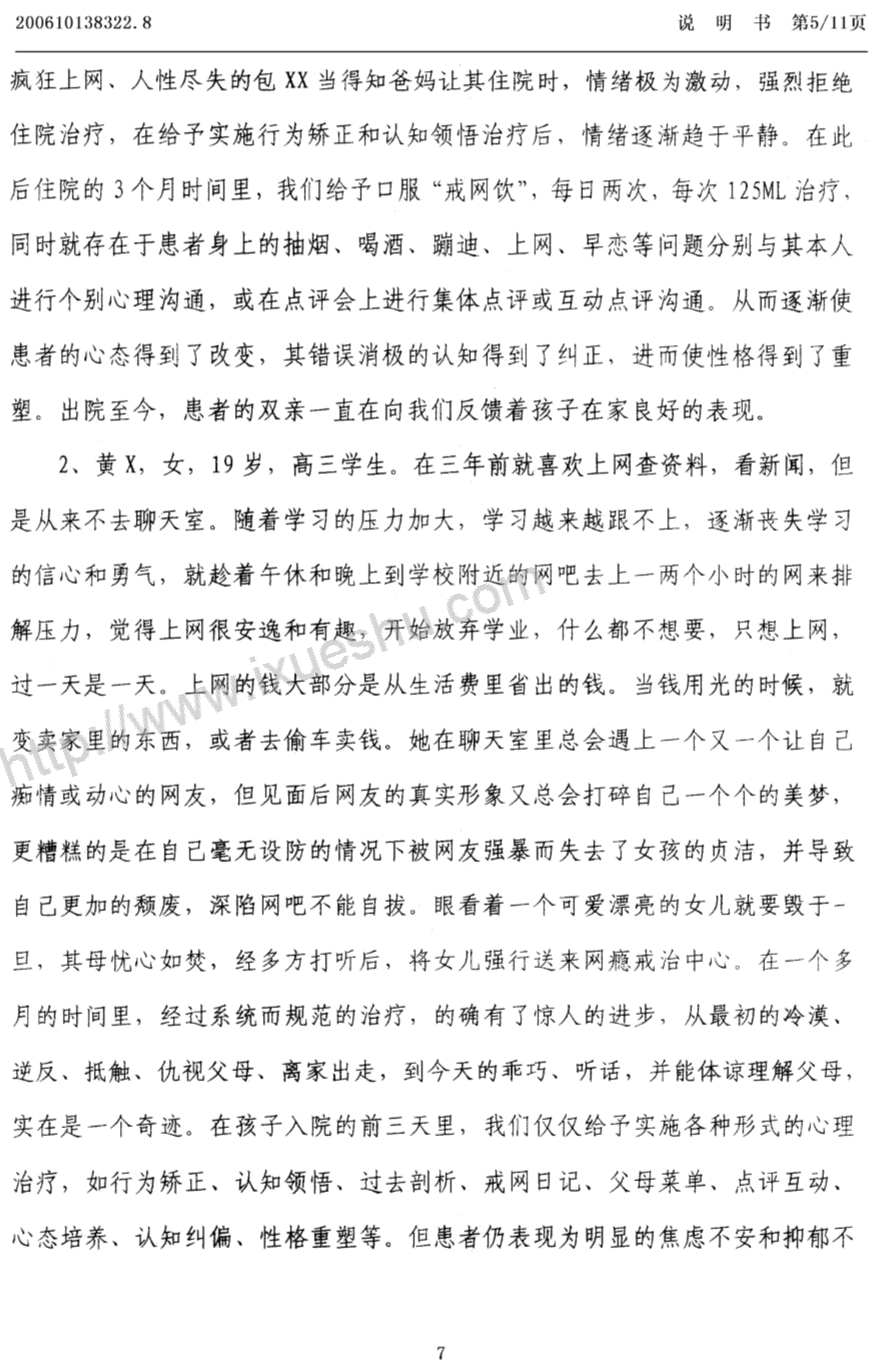 200610138322.8 说 明 书 第5/11页
疯狂上网、人性尽失的包 XX 当得知爸妈让其住院时，情绪极为激动，强烈拒绝
住院治疗，在给予实施行为矫正和认知领悟治疗后，情绪逐渐趋于平静。在此
后住院的 3 个月时间里，我们给予口服“戒网饮”，每日两次，每次 125ML 治疗，
同时就存在于患者身上的抽烟、喝酒、蹦迪、上网、早恋等问题分别与其本人
进行个别心理沟通，或在点评会上进行集体点评或互动点评沟通。从而逐渐使
患者的心态得到了改变，其错误消极的认知得到了纠正，进而使性格得到了重
塑。出院至今，患者的双亲一直在向我们反馈着孩子在家良好的表现。
2、黄 X，女，19 岁，高三学生。在三年前就喜欢上网查资料，看新闻，但
是从来不去聊天室。随着学习的压力加大，学习越来越跟不上，逐渐丧失学习
的信心和勇气，就趁着午休和晚上到学校附近的网吧去上一两个小时的网来排
解压力，觉得上网很安逸和有趣，开始放弃学业，什么都不想要，只想上网，
过一天是一天。上网的钱大部分是从生活费里省出的钱。当钱用光的时候，就
变卖家里的东西，或者去偷车卖钱。她在聊天室里总会遇上一个又一个让自己
痴情或动心的网友，但见面后网友的真实形象又总会打碎自己一个个的美梦，
更糟糕的是在自己毫无设防的情况下被网友强暴而失去了女孩的贞洁，并导致
自己更加的颓废，深陷网吧不能自拔。眼看着一个可爱漂亮的女儿就要毁于一
旦，其母忧心如焚，经多方打听后，将女儿强行送来网瘾戒治中心。在一个多
月的时间里，经过系统而规范的治疗，的确有了惊人的进步，从最初的冷漠、
逆反、抵触、仇视父母、离家出走，到今天的乖巧、听话，并能体谅理解父母，
实在是一个奇迹。在孩子入院的前三天里，我们仅仅给予实施各种形式的心理
治疗，如行为矫正、认知领悟、过去剖析、戒网日记、父母菜单、点评互动、
心态培养、认知纠偏、性格重塑等。但患者仍表现为明显的焦虑不安和抑郁不
http://www.ixueshu.com
7